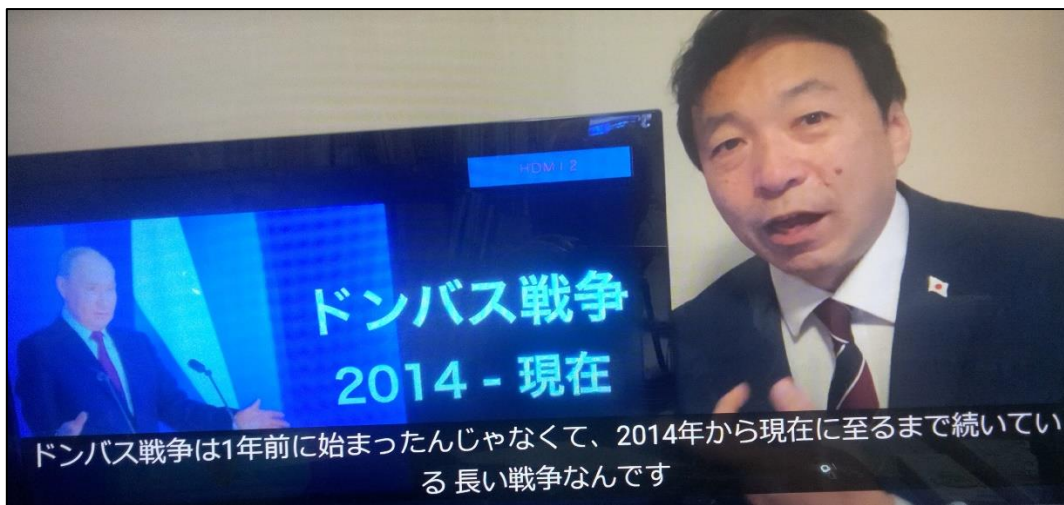 HDMI2
ドンバス戦争
2014 - 現在
ドンバス戦争は1年前に始まったんじゃなくて、2014年から現在に至るまで続いてい
る 長い戦争なんです